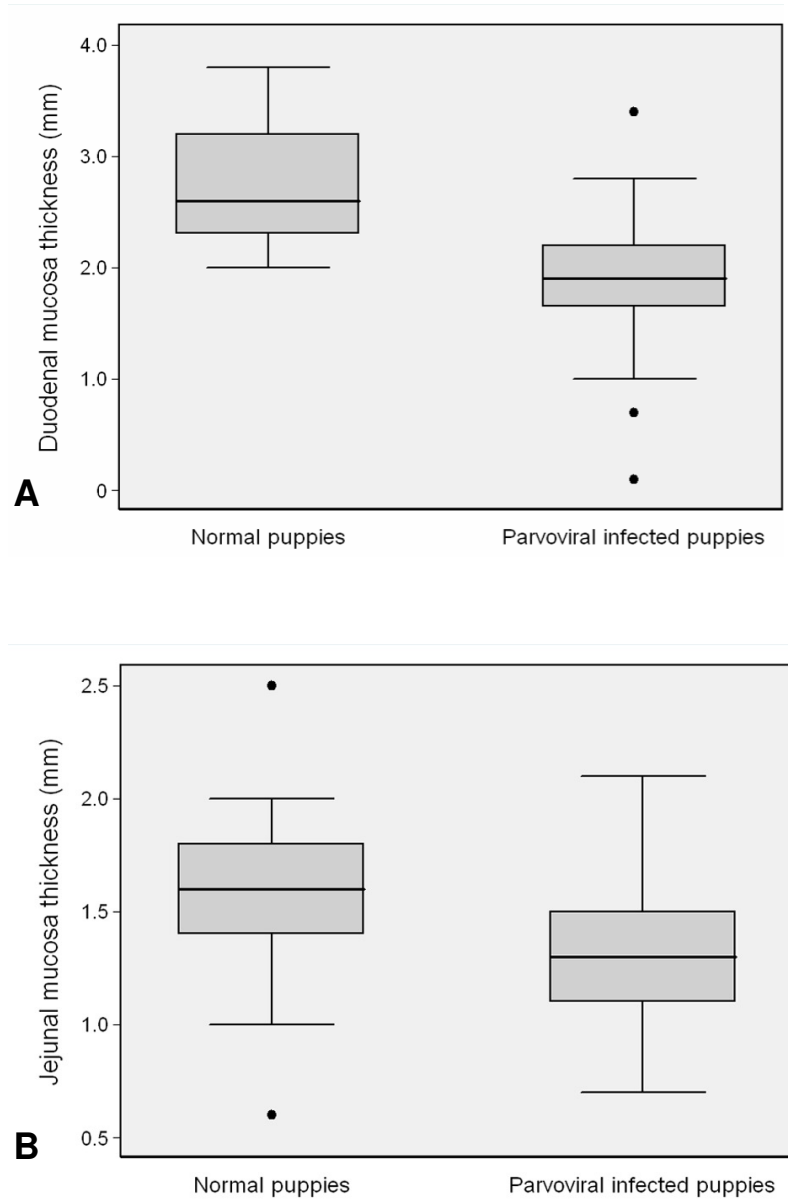 Duodenal mucosa thickness (mm)
4.0
3.0
2.0
1.0
0
A
Normal puppies Parvoviral infected puppies
Jejunal mucosa thickness (mm)
2.5
2.0
1.5
1.0
0.5
B
Normal puppies Parvoviral infected puppies